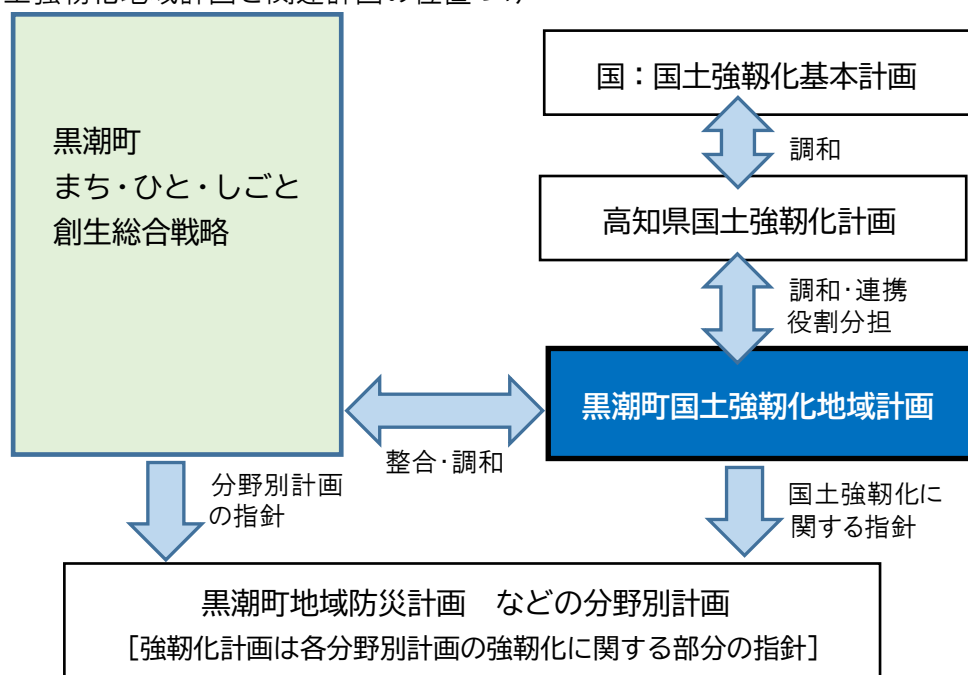 国：国土強靱化基本計画
調和
高知県国土強靱化計画
調和・連携
役割分担
黒潮町
まち・ひと・しごと
創生総合戦略
黒潮町国土強靱化地域計画
整合・調和
分野別計画
の指針
国土強靱化に
関する指針
黒潮町地域防災計画　などの分野別計画
［強靱化計画は各分野別計画の強靱化に関する部分の指針］